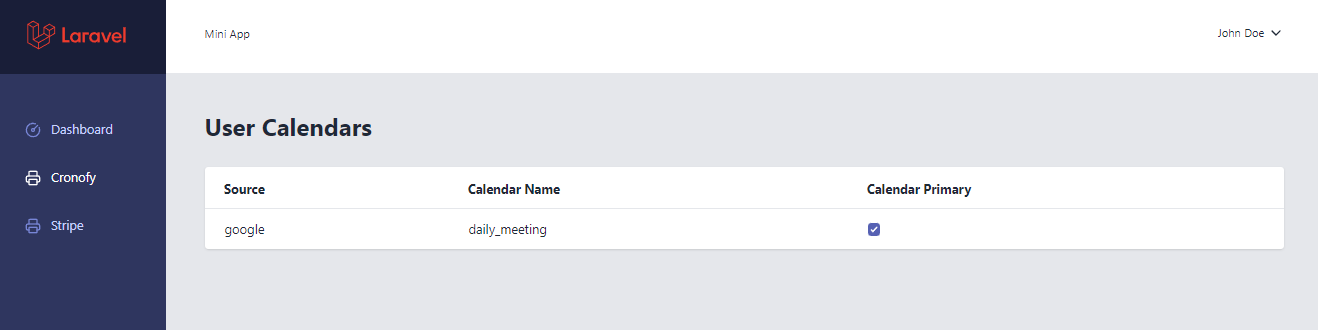 Laravel
Mini App
John Doe
Dashboard
Cronofy
Stripe
User Calendars
Source Calendar Name Calendar Primary
google daily_meeting